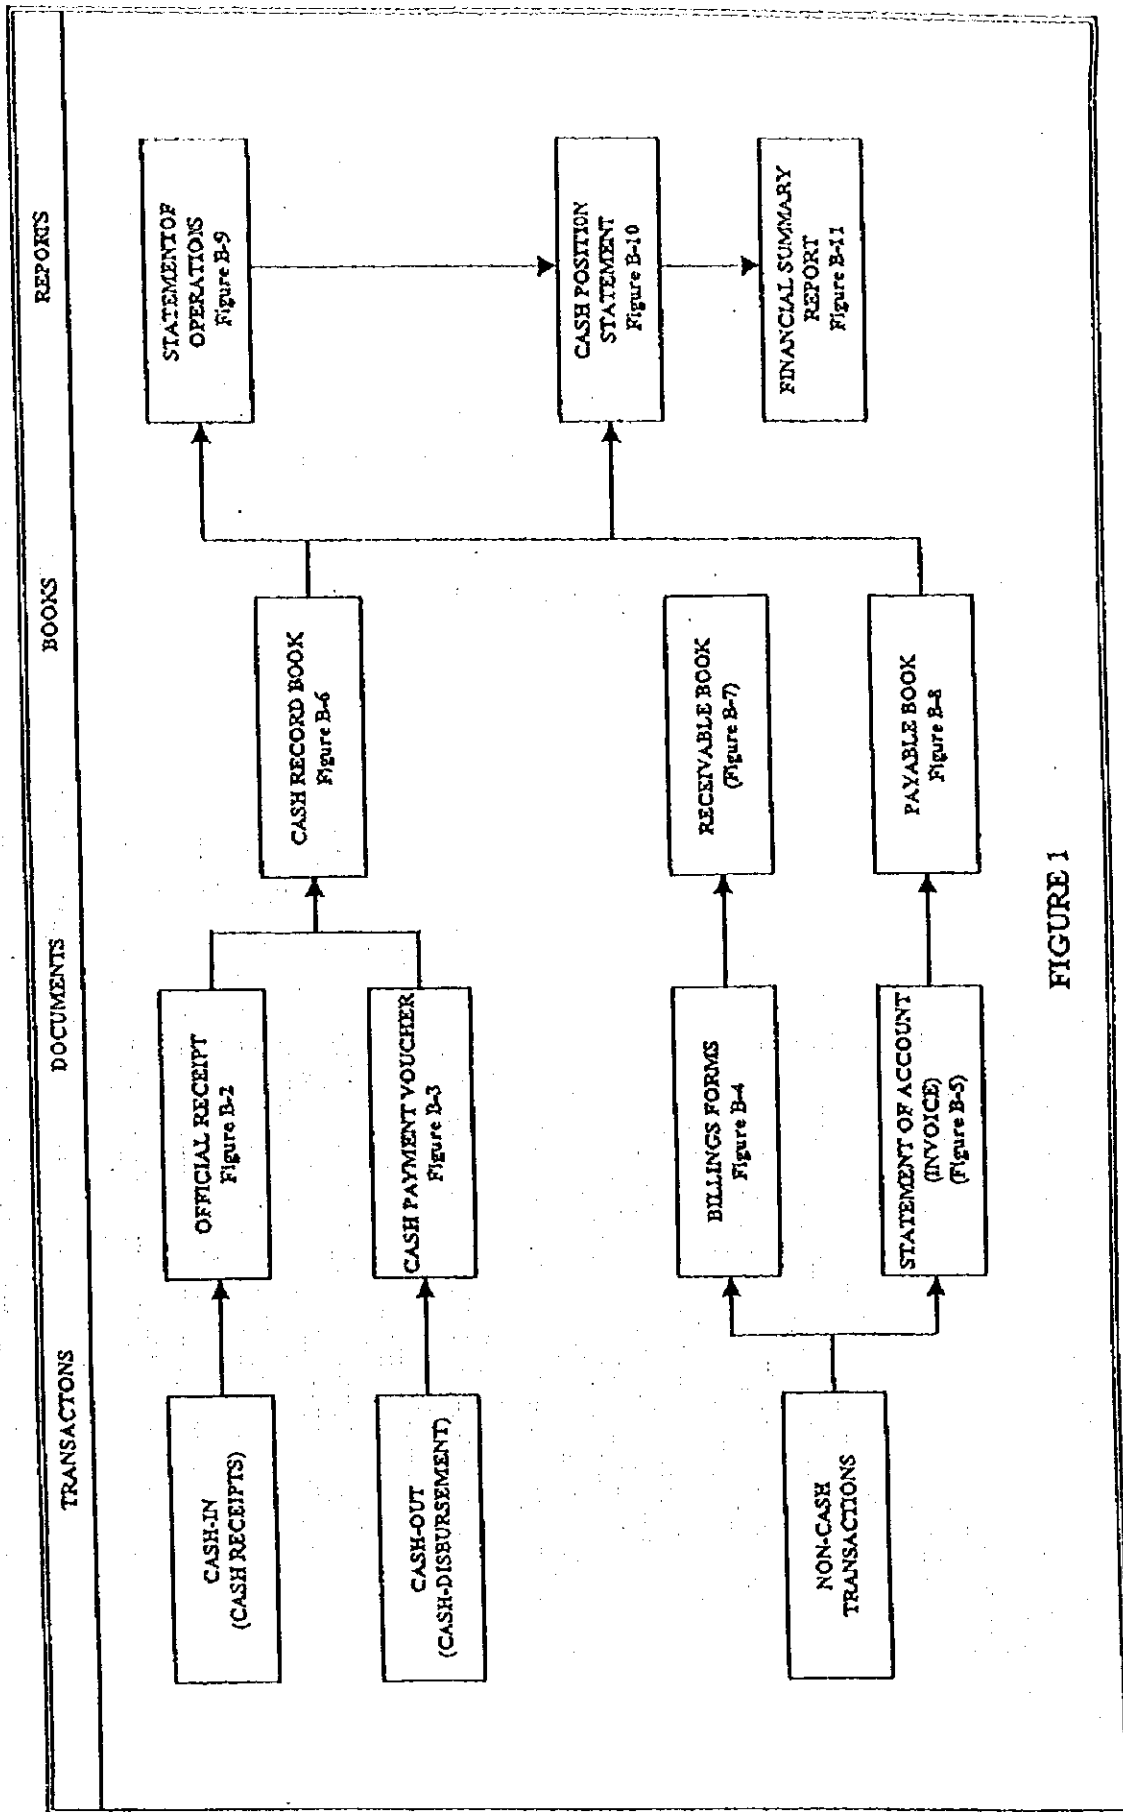 TRANSACTONS
DOCUMENTS
BOOKS
REPORTS
CASH-IN
(CASH RECEIPTS)
OFFICIAL RECEIPT
Figure B-2
CASH-OUT
(CASH-DISBURSEMENT)
CASH PAYMENT VOUCHER
Figure B-3
CASH RECORD BOOK
Figure B-6
STATEMENTOF
OPERATIONS
Figure B-9
NON-CASH
TRANSACTIONS
BILLINGS FORMS
Figure B-4
RECEIVABLE BOOK
(Figure B-7)
CASH POSITION
STATEMENT
Figure B-10
STATEMENT OF ACCOUNT
(INVOICE)
(Figure B-5)
PAYABLE BOOK
Figure B-8
FINANCIAL SUMMARY
REPORT
Figure B-11
FIGURE 1